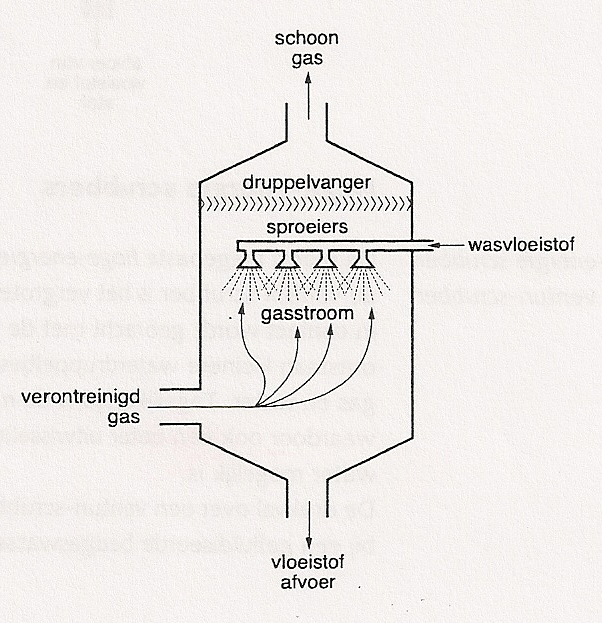 schoon
gas
druppelvanger
sproeiers
wasvloeistof
gasstroom
verontreinigd
gas
vloeistof
afvoer